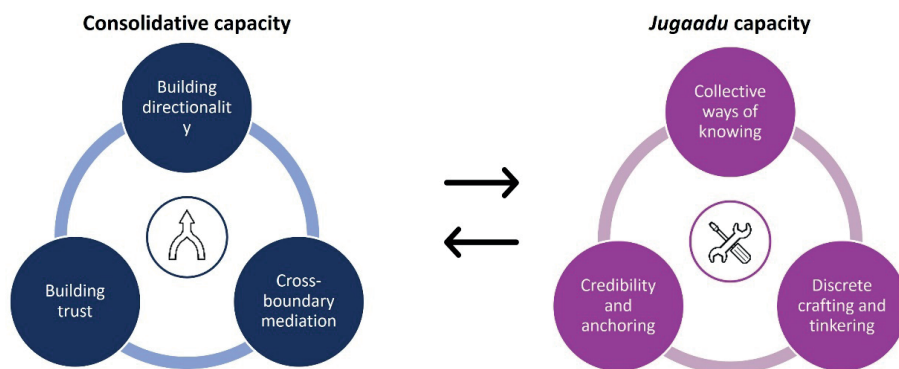 Consolidative capacity
Building
directionalit
y
Building
trust
Cross-
boundary
mediation
Jugaadu capacity
Collective
ways of
knowing
Credibility
and
anchoring
Discrete
crafting and
tinkering